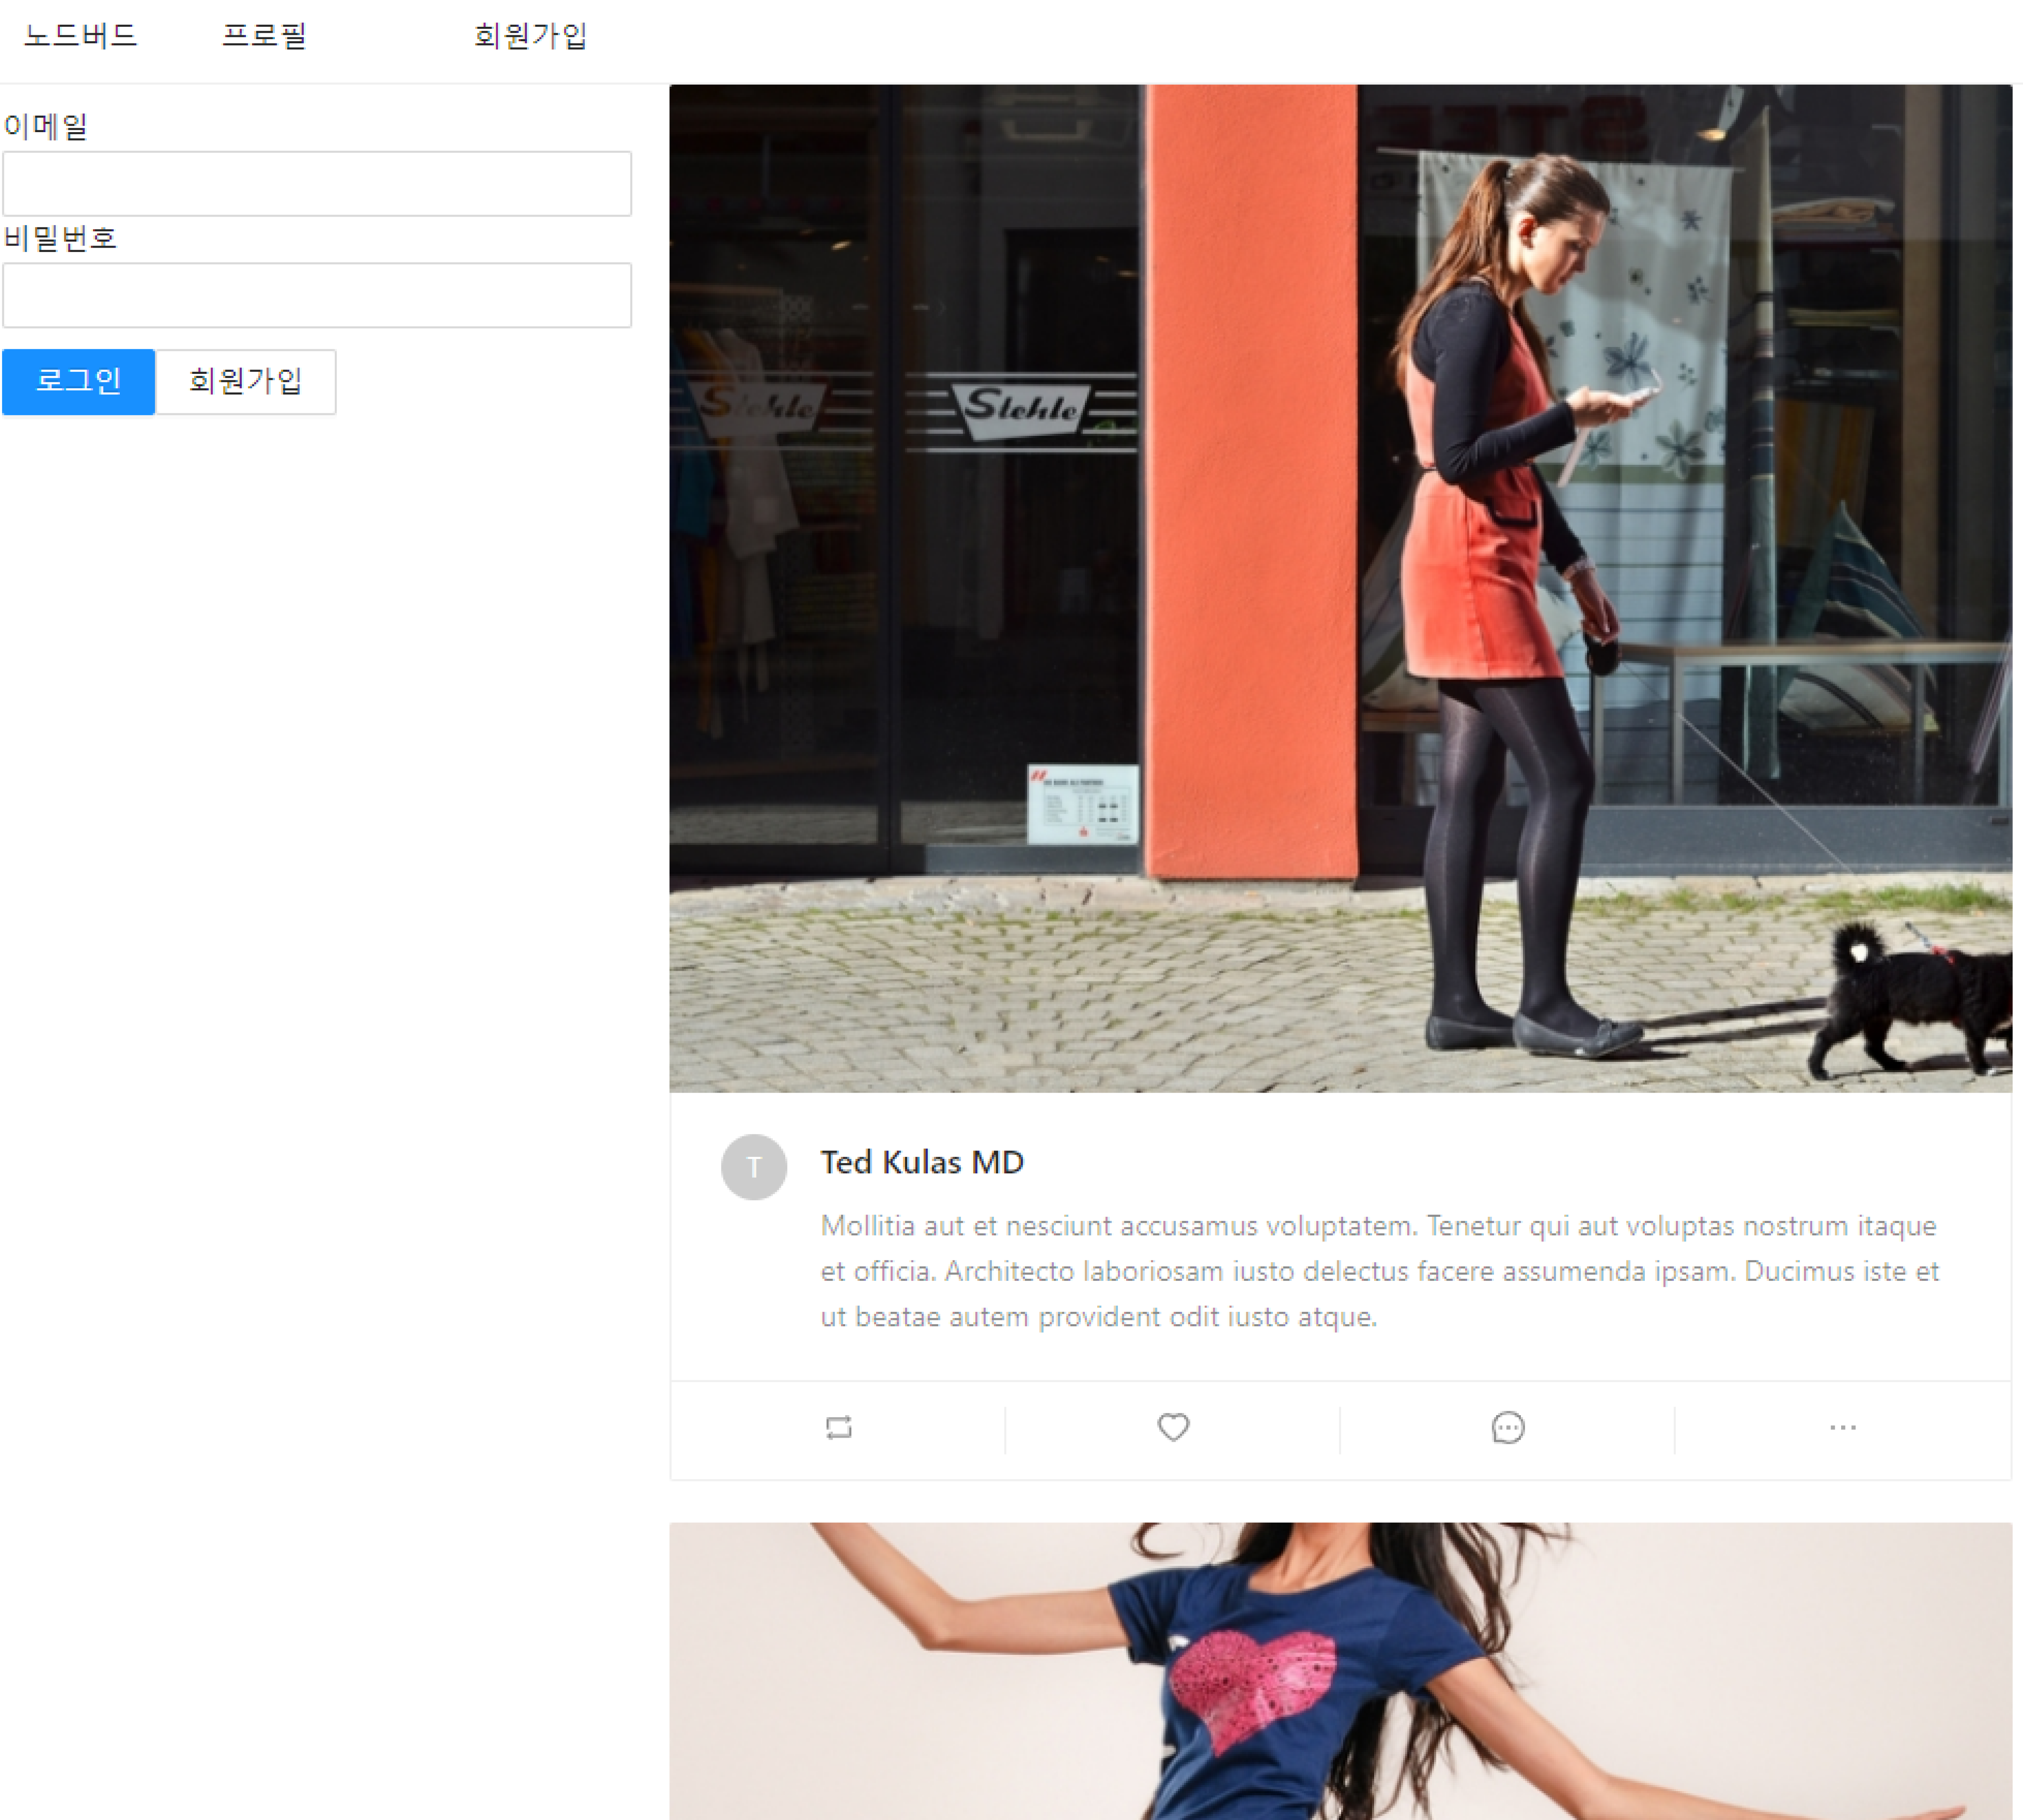 노드버드 프로필 회원가입
이메일
비밀번호
로그인 회원가입
Stehle Stehle
T
Ted Kulas MD
Mollitia aut et nesciunt accusamus voluptatem. Tenetur qui aut voluptas nostrum itaque
et officia. Architecto laboriosam iusto delectus facere assumenda ipsam. Ducimus iste et
ut beatae autem provident odit iusto atque.